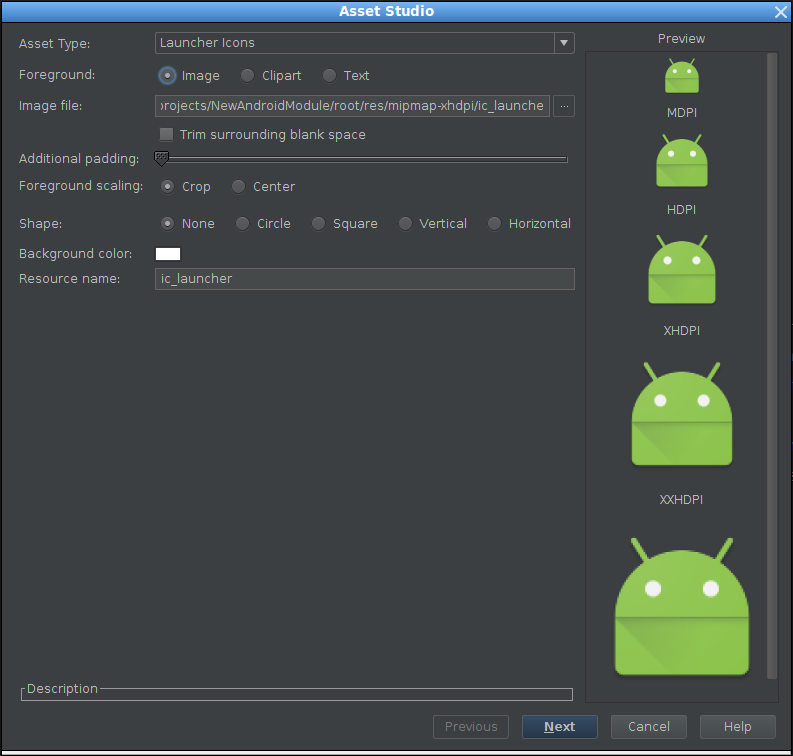 Asset Studio
Asset Type: Launcher Icons
Foreground: Image Clipart Text
Image file: rojects/NewAndroidModule/root/res/mipmap-xhdpi/ic_launche ...
Trim surrounding blank space
Additional padding:
Foreground scaling: Crop Center
Shape: None Circle Square Vertical Horizontal
Background color:
Resource name: ic_launcher
Description
Preview
MDPI
HDPI
XHDPI
XXHDPI
Previous Next Cancel Help